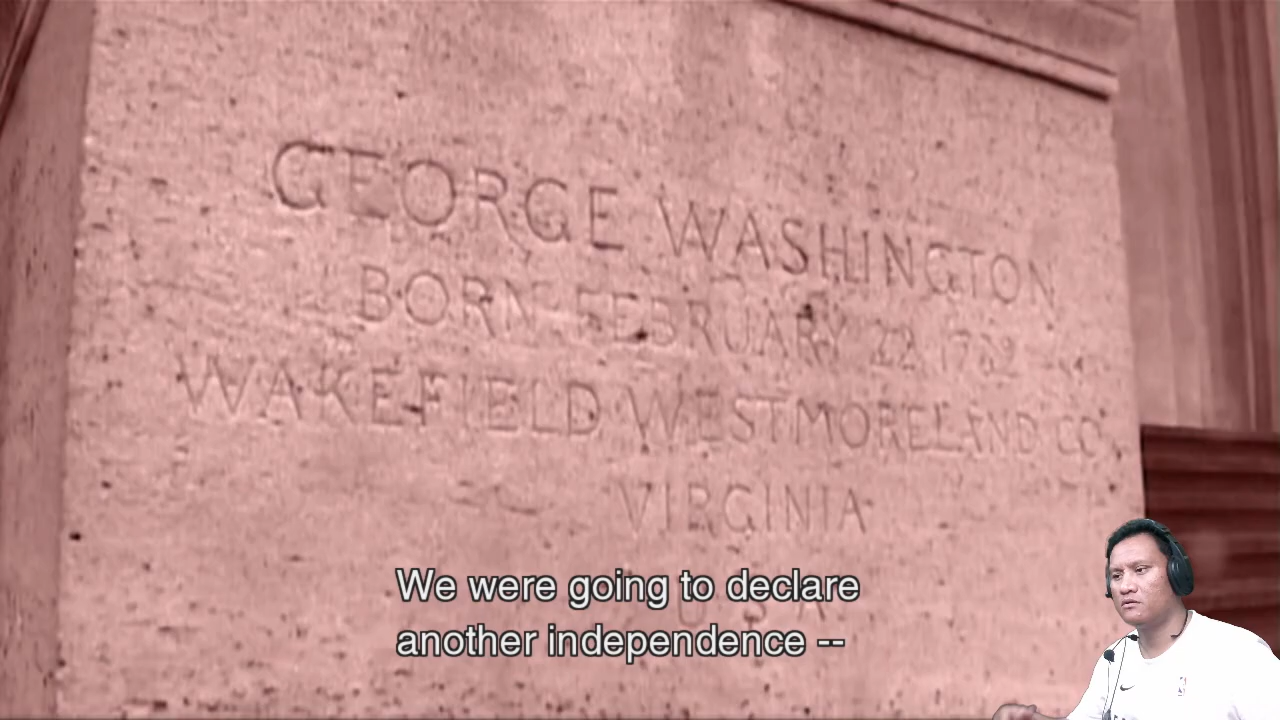 GEORGE WASHINGTON
BORN FEBRUARY 22 1732
WAKEFIELD WESTMORELAND CO.
VIRGINIA
U S A
We were going to declare
another independence --